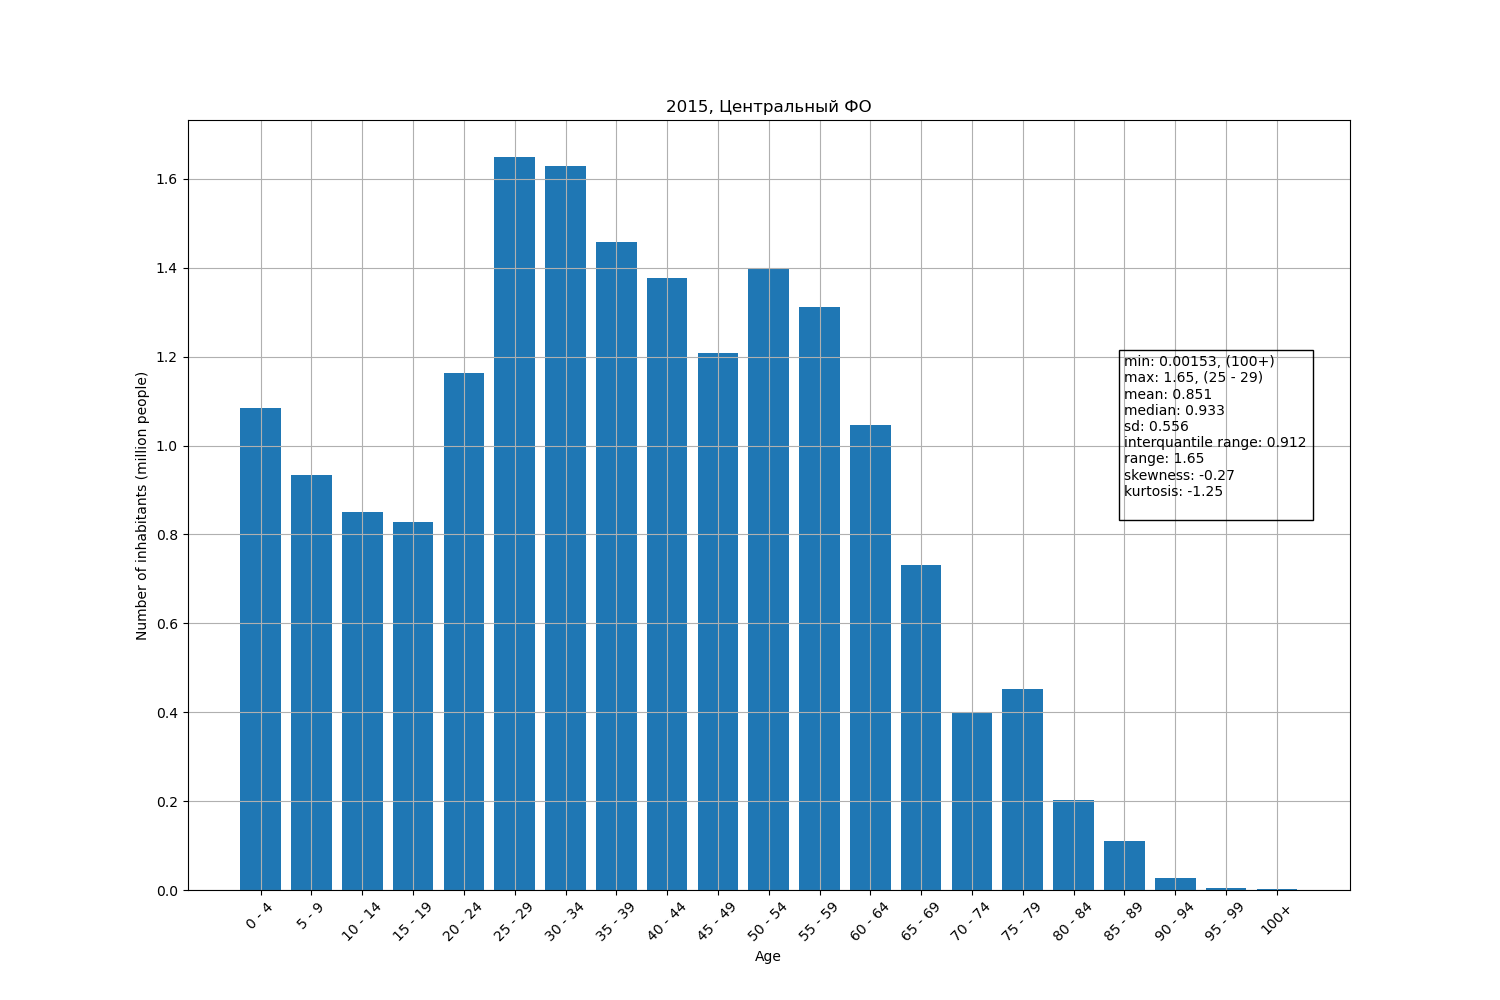 2015, Центральный ФО
Number of inhabitants (million people)
1.6
1.4
1.2
1.0
0.8
0.6
0.4
0.2
0.0
min: 0.00153, (100+)
max: 1.65, (25 - 29)
mean: 0.851
median: 0.933
sd: 0.556
interquantile range: 0.912
range: 1.65
skewness: -0.27
kurtosis: -1.25
0 - 4
5 - 9
10 - 14
15 - 19
20 - 24
25 - 29
30 - 34
35 - 39
40 - 44
45 - 49
50 - 54
55 - 59
60 - 64
65 - 69
70 - 74
75 - 79
80 - 84
85 - 89
90 - 94
95 - 99
100+
Age